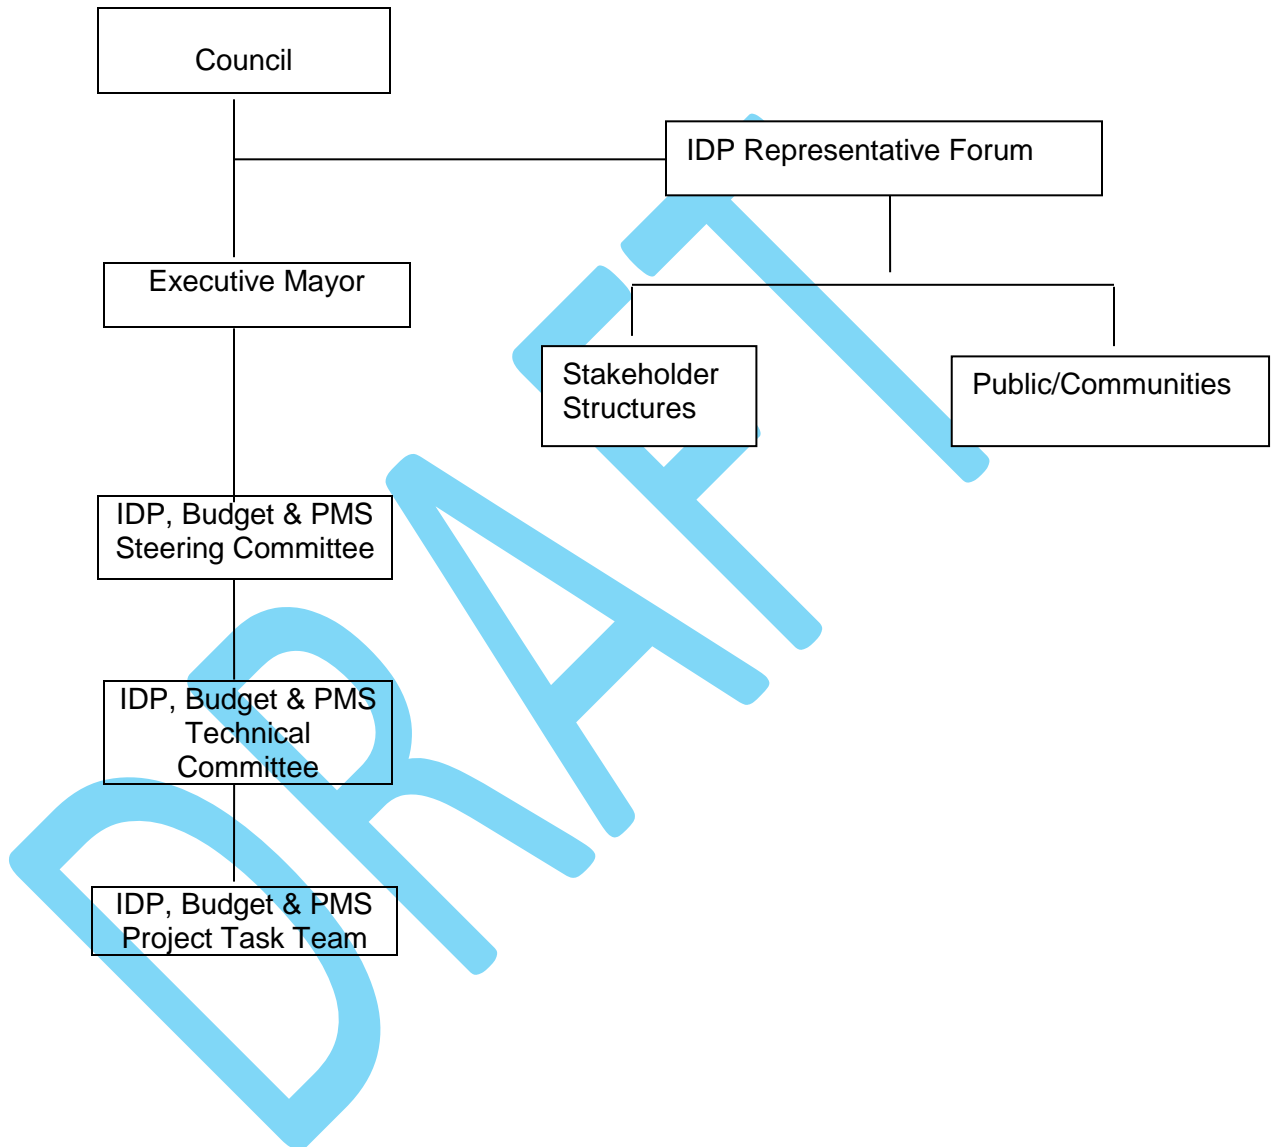 Council
IDP Representative Forum
Executive Mayor
Stakeholder
Structures
Public/Communities
IDP, Budget & PMS
Steering Committee
IDP, Budget & PMS
Technical
Committee
IDP, Budget & PMS
Project Task Team
DRAFT